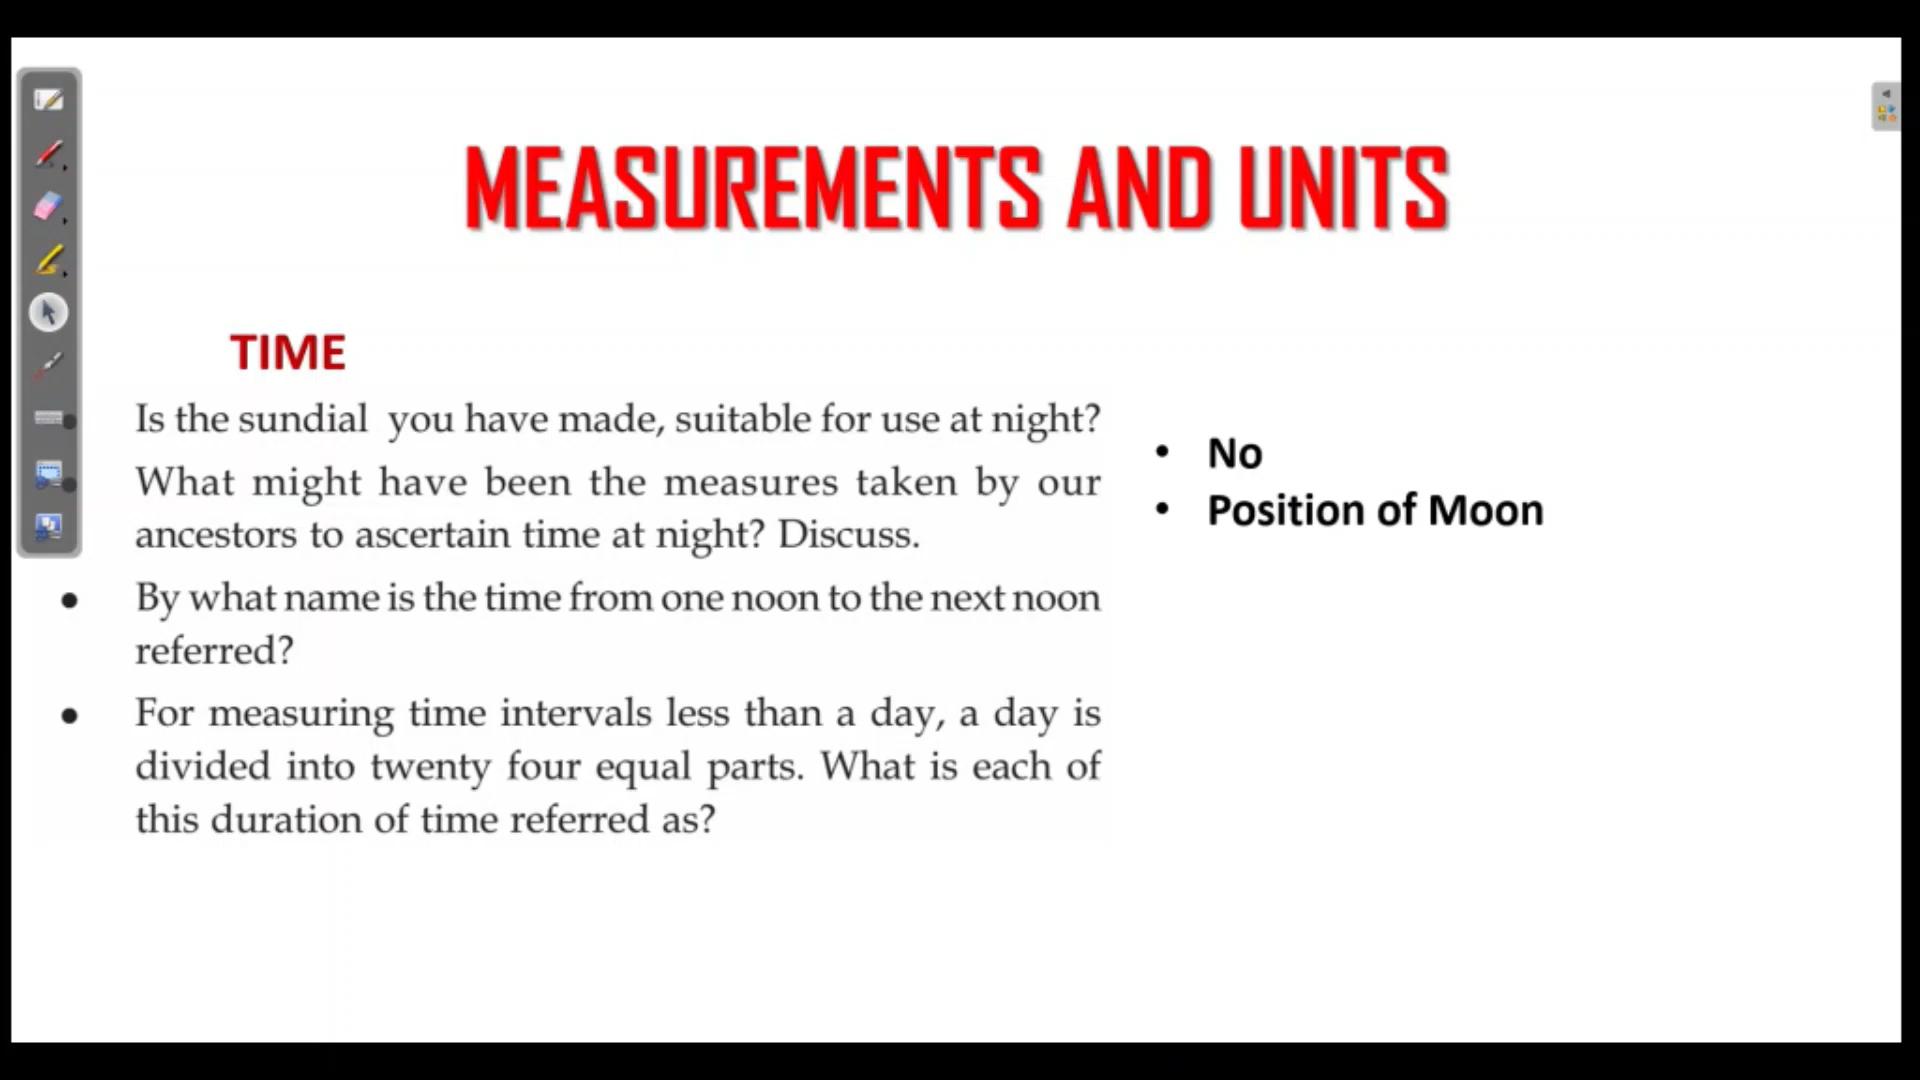 MEASUREMENTS AND UNITS
TIME
Is the sundial you have made, suitable for use at night?
What might have been the measures taken by our
ancestors to ascertain time at night? Discuss.
• By what name is the time from one noon to the next noon
referred?
• For measuring time intervals less than a day, a day is
divided into twenty four equal parts. What is each of
this duration of time referred as?
• No
• Position of Moon